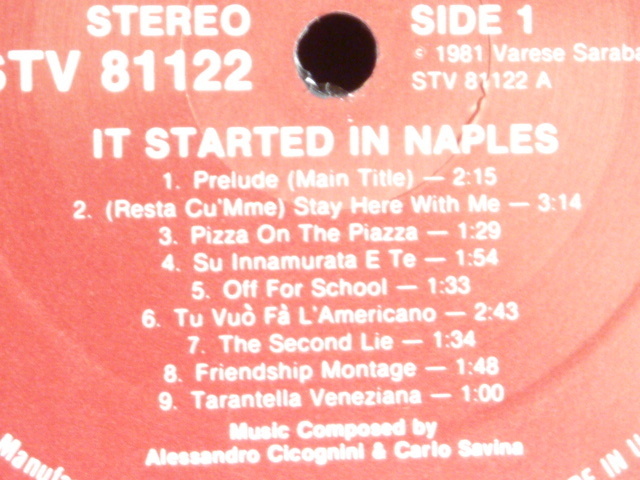 STEREO
SIDE 1
STV 81122
© 1981 Varese
STV 81122 A
IT STARTED IN NAPLES
1. Prelude (Main Title) — 2:15
2. (Resta Cu'Mme) Stay Here With Me — 3:14
3. Pizza On The Piazza — 1:29
4. Su Innamurata E Te — 1:54
5. Off For School — 1:33
6. Tu Vuò Fà L'Americano — 2:43
7. The Second Lie — 1:34
8. Friendship Montage — 1:48
9. Tarantella Veneziana — 1:00
Music Composed by
Alessandro Cicognini & Carlo Savina
IN